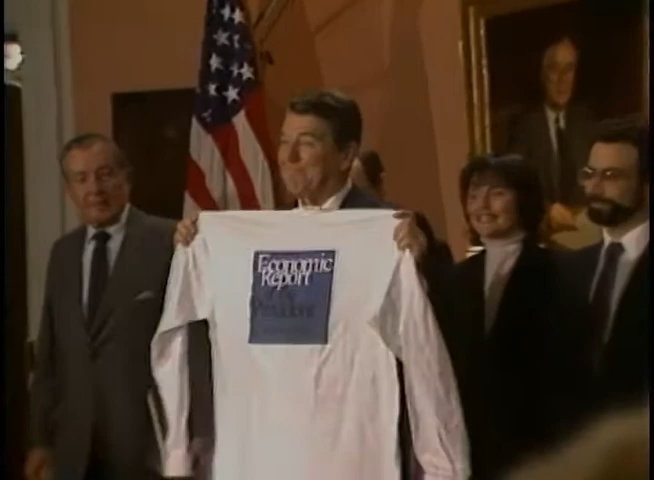 Economic
Report
of the
President